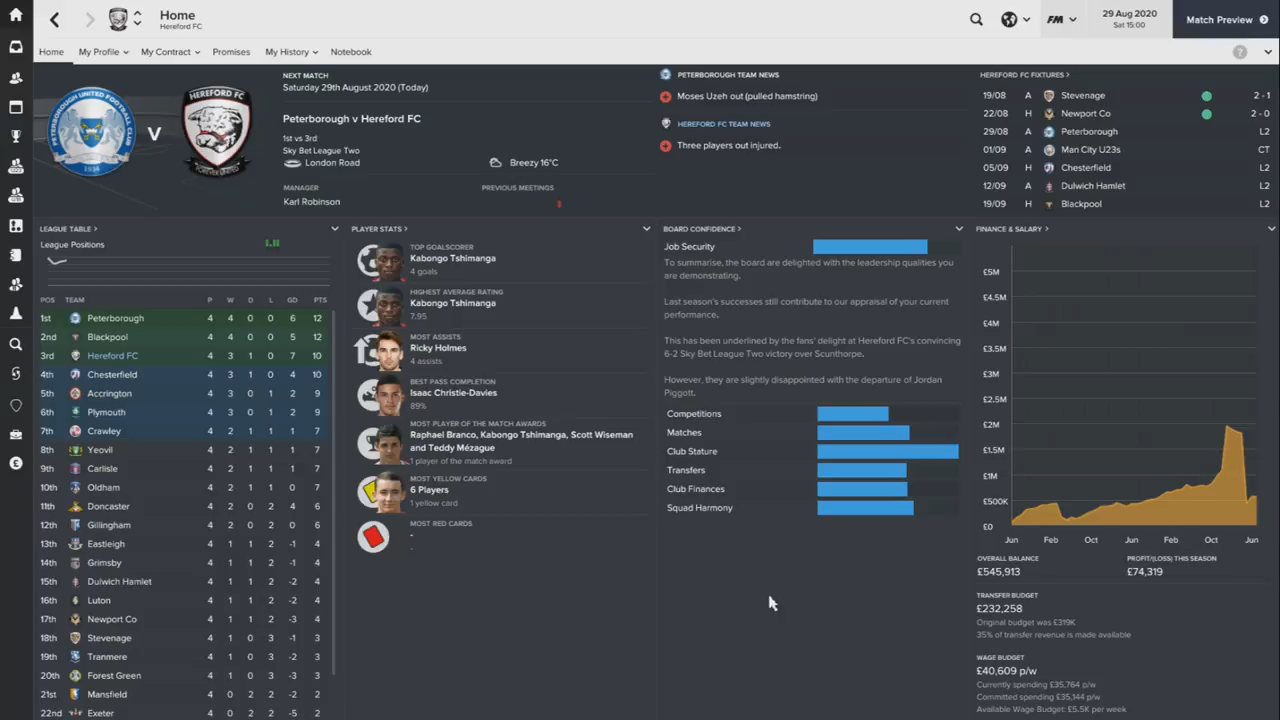 Home
Hereford FC
FM
29 Aug 2020
Sat 15:00
Match Preview
Home
My Profile
My Contract
Promises
My History
Notebook
?
PETERBOROUGH UNITED FOOTBALL CLUB
1934
V
HEREFORD FC
FOREVER UNITED
NEXT MATCH
Saturday 29th August 2020 (Today)
Peterborough v Hereford FC
1st vs 3rd
Sky Bet League Two
London Road
Breezy 16°C
MANAGER
Karl Robinson
PREVIOUS MEETINGS
PETERBOROUGH TEAM NEWS
Moses Uzeh out (pulled hamstring)
HEREFORD FC TEAM NEWS
Three players out injured.
HEREFORD FC FIXTURES >
19/08 A Stevenage 2 - 1
22/08 H Newport Co 2 - 0
29/08 A Peterborough L2
01/09 A Man City U23s CT
05/09 H Chesterfield L2
12/09 A Dulwich Hamlet L2
19/09 H Blackpool L2
LEAGUE TABLE >
League Positions
POS TEAM P W D L GD PTS
1st Peterborough 4 4 0 0 6 12
2nd Blackpool 4 4 0 0 5 12
3rd Hereford FC 4 3 1 0 7 10
4th Chesterfield 4 3 1 0 4 10
5th Accrington 4 3 0 1 2 9
6th Plymouth 4 3 0 1 2 9
7th Crawley 4 2 1 1 1 7
8th Yeovil 4 2 1 1 1 7
9th Carlisle 4 2 1 1 1 7
10th Oldham 4 2 1 1 0 7
11th Doncaster 4 2 0 2 4 6
12th Gillingham 4 2 0 2 0 6
13th Eastleigh 4 1 1 2 -1 4
14th Grimsby 4 1 1 2 -1 4
15th Dulwich Hamlet 4 1 1 2 -2 4
16th Luton 4 1 1 2 -2 4
17th Newport Co 4 1 1 2 -3 4
18th Stevenage 4 1 0 3 -1 3
19th Tranmere 4 1 0 3 -2 3
20th Forest Green 4 1 0 3 -3 3
21st Mansfield 4 0 2 2 -2 2
22nd Exeter 4 0 2 2 -5 2
PLAYER STATS >
TOP GOALSCORER
Kabongo Tshimanga
4 goals
HIGHEST AVERAGE RATING
Kabongo Tshimanga
7.95
MOST ASSISTS
Ricky Holmes
4 assists
BEST PASS COMPLETION
Isaac Christie-Davies
89%
MOST PLAYER OF THE MATCH AWARDS
Raphael Branco, Kabongo Tshimanga, Scott Wiseman
and Teddy Mézague
1 player of the match award
MOST YELLOW CARDS
6 Players
1 yellow card
MOST RED CARDS
-
-
BOARD CONFIDENCE >
Job Security
To summarise, the board are delighted with the leadership qualities you
are demonstrating.
Last season's successes still contribute to our appraisal of your current
performance.
This has been underlined by the fans' delight at Hereford FC's convincing
6-2 Sky Bet League Two victory over Scunthorpe.
However, they are slightly disappointed with the departure of Jordan
Piggott.
Competitions
Matches
Club Stature
Transfers
Club Finances
Squad Harmony
FINANCE & SALARY >
£5M
£4.5M
£4M
£3.5M
£3M
£2.5M
£2M
£1.5M
£1M
£500K
£0
Jun Feb Oct Jun Feb Oct Jun
OVERALL BALANCE
£545,913
PROFIT/(LOSS) THIS SEASON
£74,319
TRANSFER BUDGET
£232,258
Original budget was £319K
35% of transfer revenue is made available
WAGE BUDGET
£40,609 p/w
Currently spending £35,764 p/w
Committed spending £35,144 p/w
Available Wage Budget: £5.5K per week